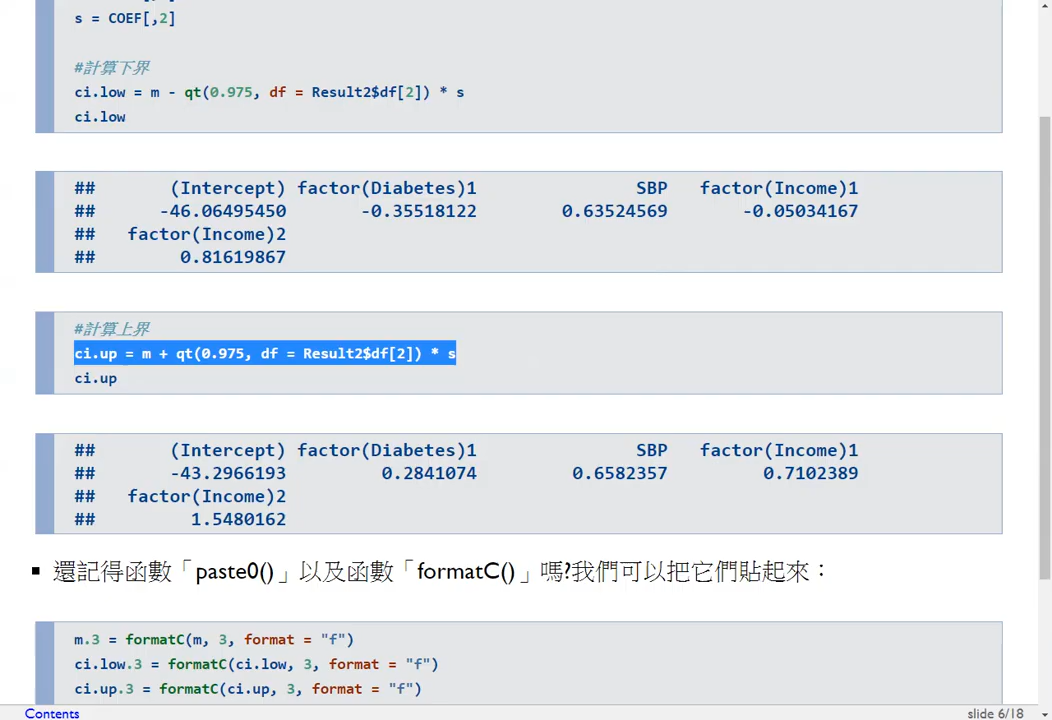 s = COEF[,2]
#計算下界
ci.low = m - qt(0.975, df = Result2$df[2]) * s
ci.low
## (Intercept) factor(Diabetes)1 SBP factor(Income)1
## -46.06495450 -0.35518122 0.63524569 -0.05034167
## factor(Income)2
## 0.81619867
#計算上界
ci.up = m + qt(0.975, df = Result2$df[2]) * s
ci.up
## (Intercept) factor(Diabetes)1 SBP factor(Income)1
## -43.2966193 0.2841074 0.6582357 0.7102389
## factor(Income)2
## 1.5480162
▪ 還記得函數「paste0()」以及函數「formatC()」嗎?我們可以把它們貼起來：
m.3 = formatC(m, 3, format = "f")
ci.low.3 = formatC(ci.low, 3, format = "f")
ci.up.3 = formatC(ci.up, 3, format = "f")
Contents slide 6/18